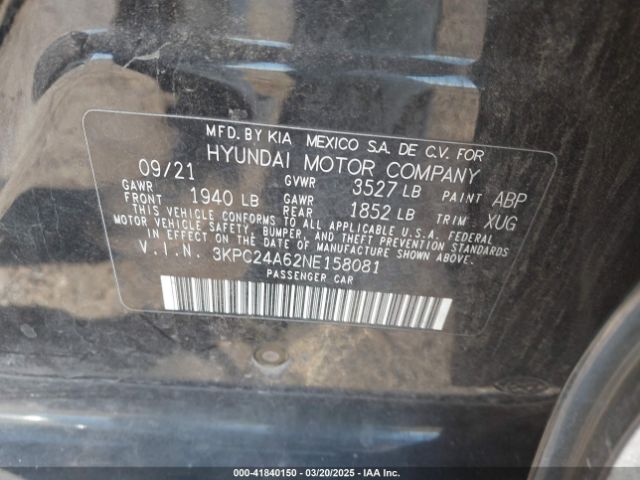 MFD. BY KIA MEXICO S.A. DE C.V. FOR
HYUNDAI MOTOR COMPANY
09/21 GVWR 3527 LB PAINT ABP
GAWR FRONT 1940 LB GAWR REAR 1852 LB TRIM XUG
THIS VEHICLE CONFORMS TO ALL APPLICABLE U.S.A. FEDERAL
MOTOR VEHICLE SAFETY, BUMPER, AND THEFT PREVENTION STANDARDS
IN EFFECT ON THE DATE OF MANUFACTURE SHOWN ABOVE.
V.I.N. 3KPC24A62NE158081
PASSENGER CAR
000-41840150 | 03/20/2025 | IAA Inc.